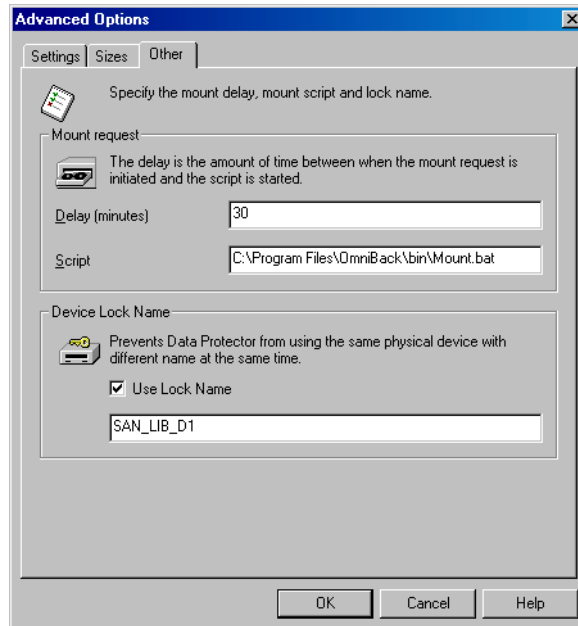 Advanced Options
Settings
Sizes
Other
Specify the mount delay, mount script and lock name.
Mount request
The delay is the amount of time between when the mount request is
initiated and the script is started.
Delay (minutes)
30
Script
C:\Program Files\OmniBack\bin\Mount.bat
Device Lock Name
Prevents Data Protector from using the same physical device with
different name at the same time.
Use Lock Name
SAN_LIB_D1
OK
Cancel
Help